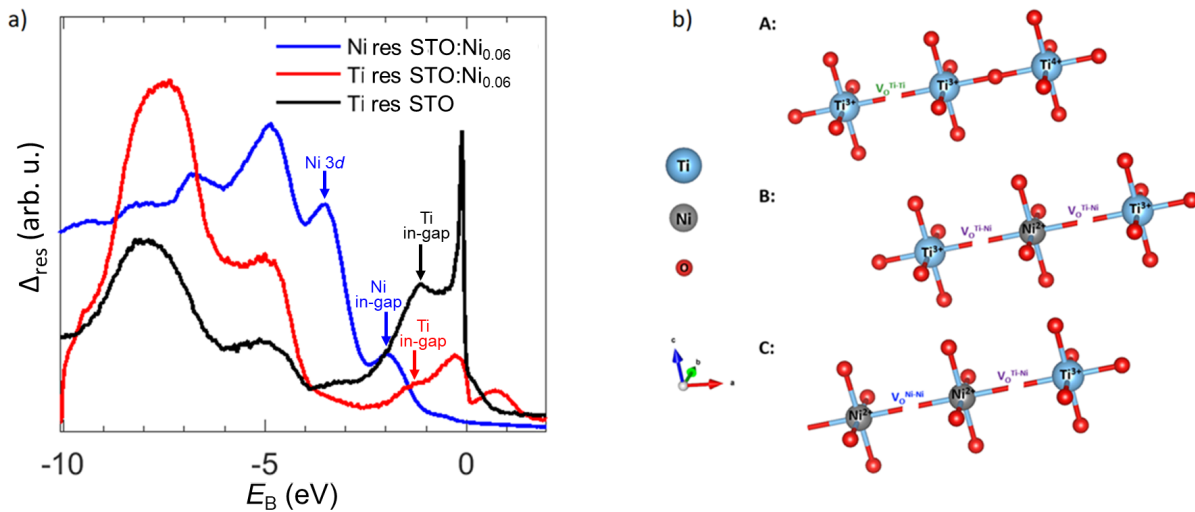 a)
Ni res STO:Ni0.06
Ti res STO:Ni0.06
Ti res STO
Ni 3d
Ti
in-gap
Ni
in-gap
Ti
in-gap
Δres (arb. u.)
-10
-5
0
EB (eV)
b)
A:
Ti3+
VOTi-Ti
Ti3+
Ti4+
Ti
Ni
O
B:
Ti3+
VOTi-Ni
Ni2+
VOTi-Ni
Ti3+
C:
Ni2+
VONi-Ni
Ni2+
VOTi-Ni
Ti3+
c
b
a